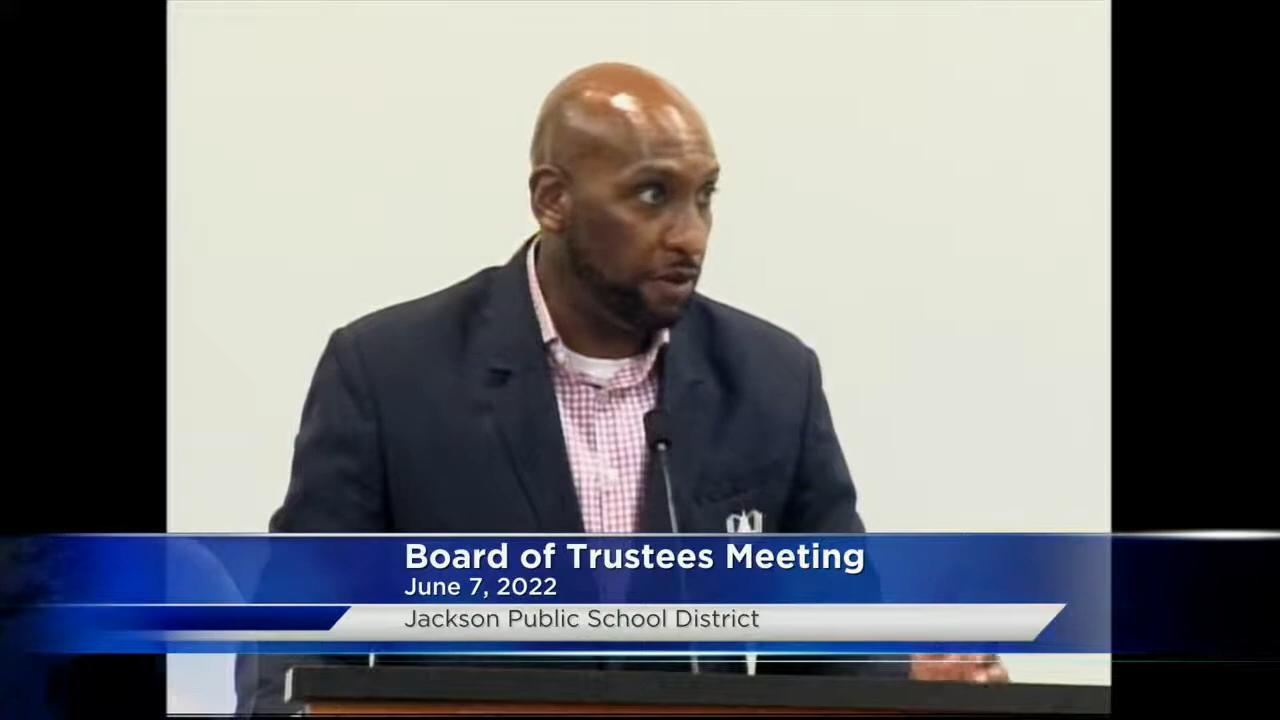 Board of Trustees Meeting
June 7, 2022
Jackson Public School District